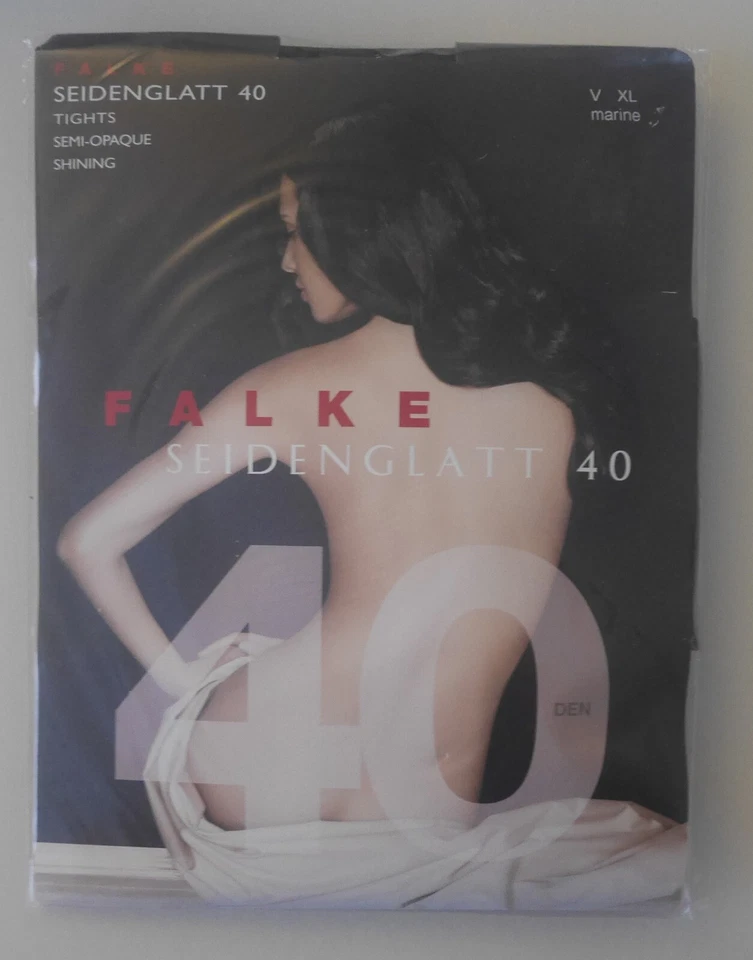 FALKE
SEIDENGLATT 40
TIGHTS
SEMI-OPAQUE
SHINING
V XL
marine
FALKE
SEIDENGLATT 40
40
DEN